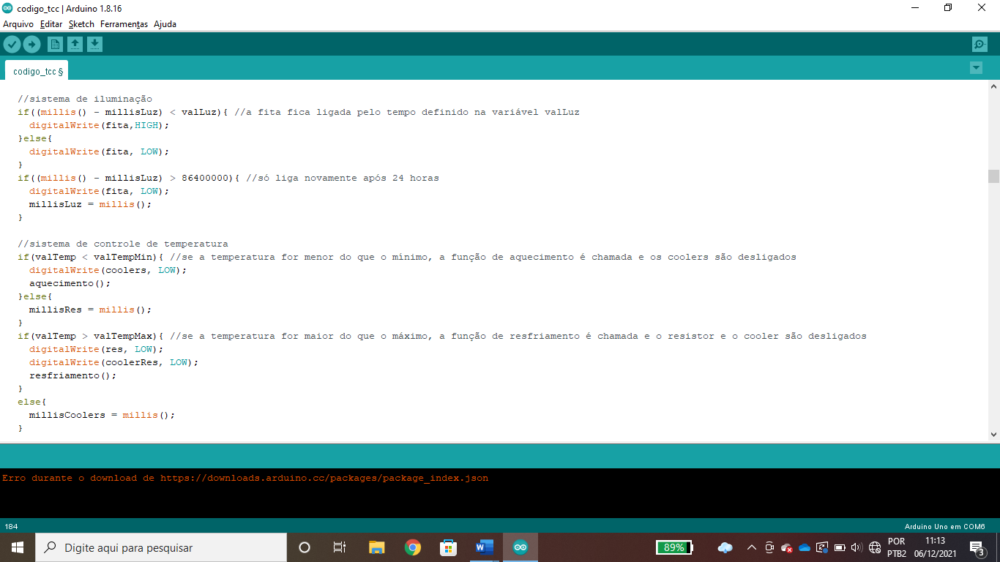 codigo_tcc | Arduino 1.8.16
Arquivo Editar Sketch Ferramentas Ajuda
codigo_tcc §
//sistema de iluminação
if((millis() - millisLuz) < valLuz){ //a fita fica ligada pelo tempo definido na variável valLuz
digitalWrite(fita,HIGH);
}else{
digitalWrite(fita, LOW);
}
if((millis() - millisLuz) > 86400000){ //só liga novamente após 24 horas
digitalWrite(fita, LOW);
millisLuz = millis();
}
//sistema de controle de temperatura
if(valTemp < valTempMin){ //se a temperatura for menor do que o mínimo, a função de aquecimento é chamada e os coolers são desligados
digitalWrite(coolers, LOW);
aquecimento();
}else{
millisRes = millis();
}
if(valTemp > valTempMax){ //se a temperatura for maior do que o máximo, a função de resfriamento é chamada e o resistor e o cooler são desligados
digitalWrite(res, LOW);
digitalWrite(coolerRes, LOW);
resfriamento();
}
else{
millisCoolers = millis();
}
Erro durante o download de https://downloads.arduino.cc/packages/package_index.json
184
Arduino Uno em COM6
Digite aqui para pesquisar
89%
POR
PTB2
11:13
06/12/2021
3